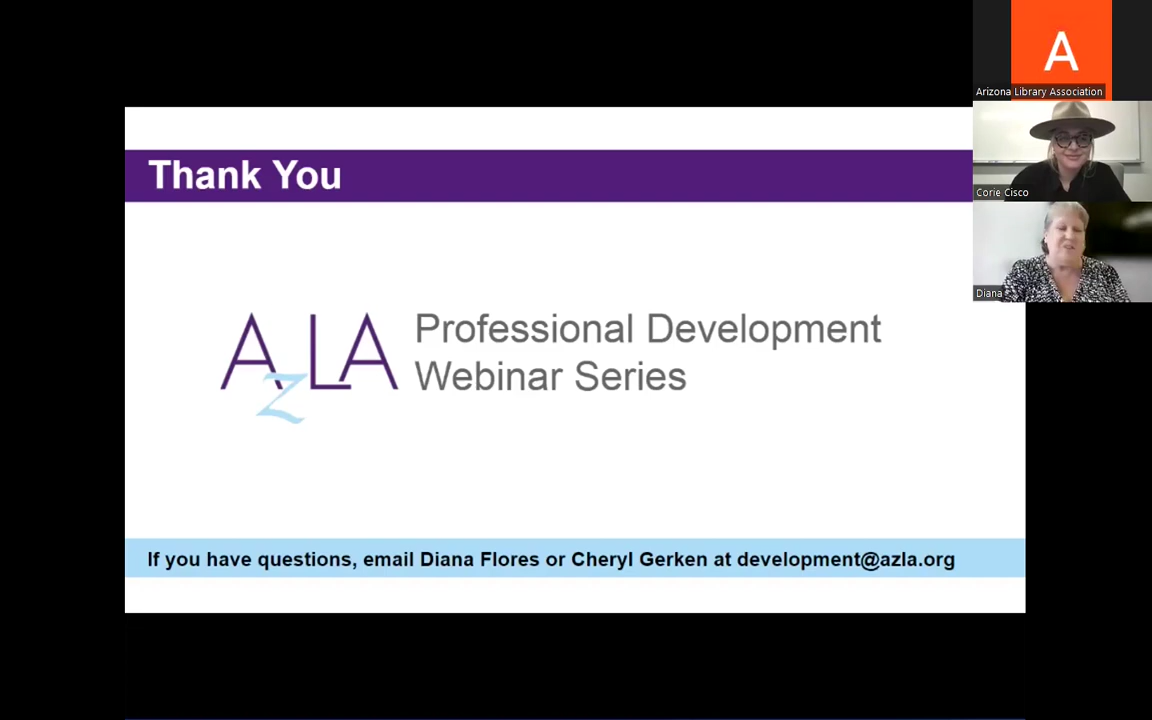 A
Arizona Library Association
Corie Cisco
Diana
Thank You
AzLA
Professional Development
Webinar Series
If you have questions, email Diana Flores or Cheryl Gerken at development@azla.org